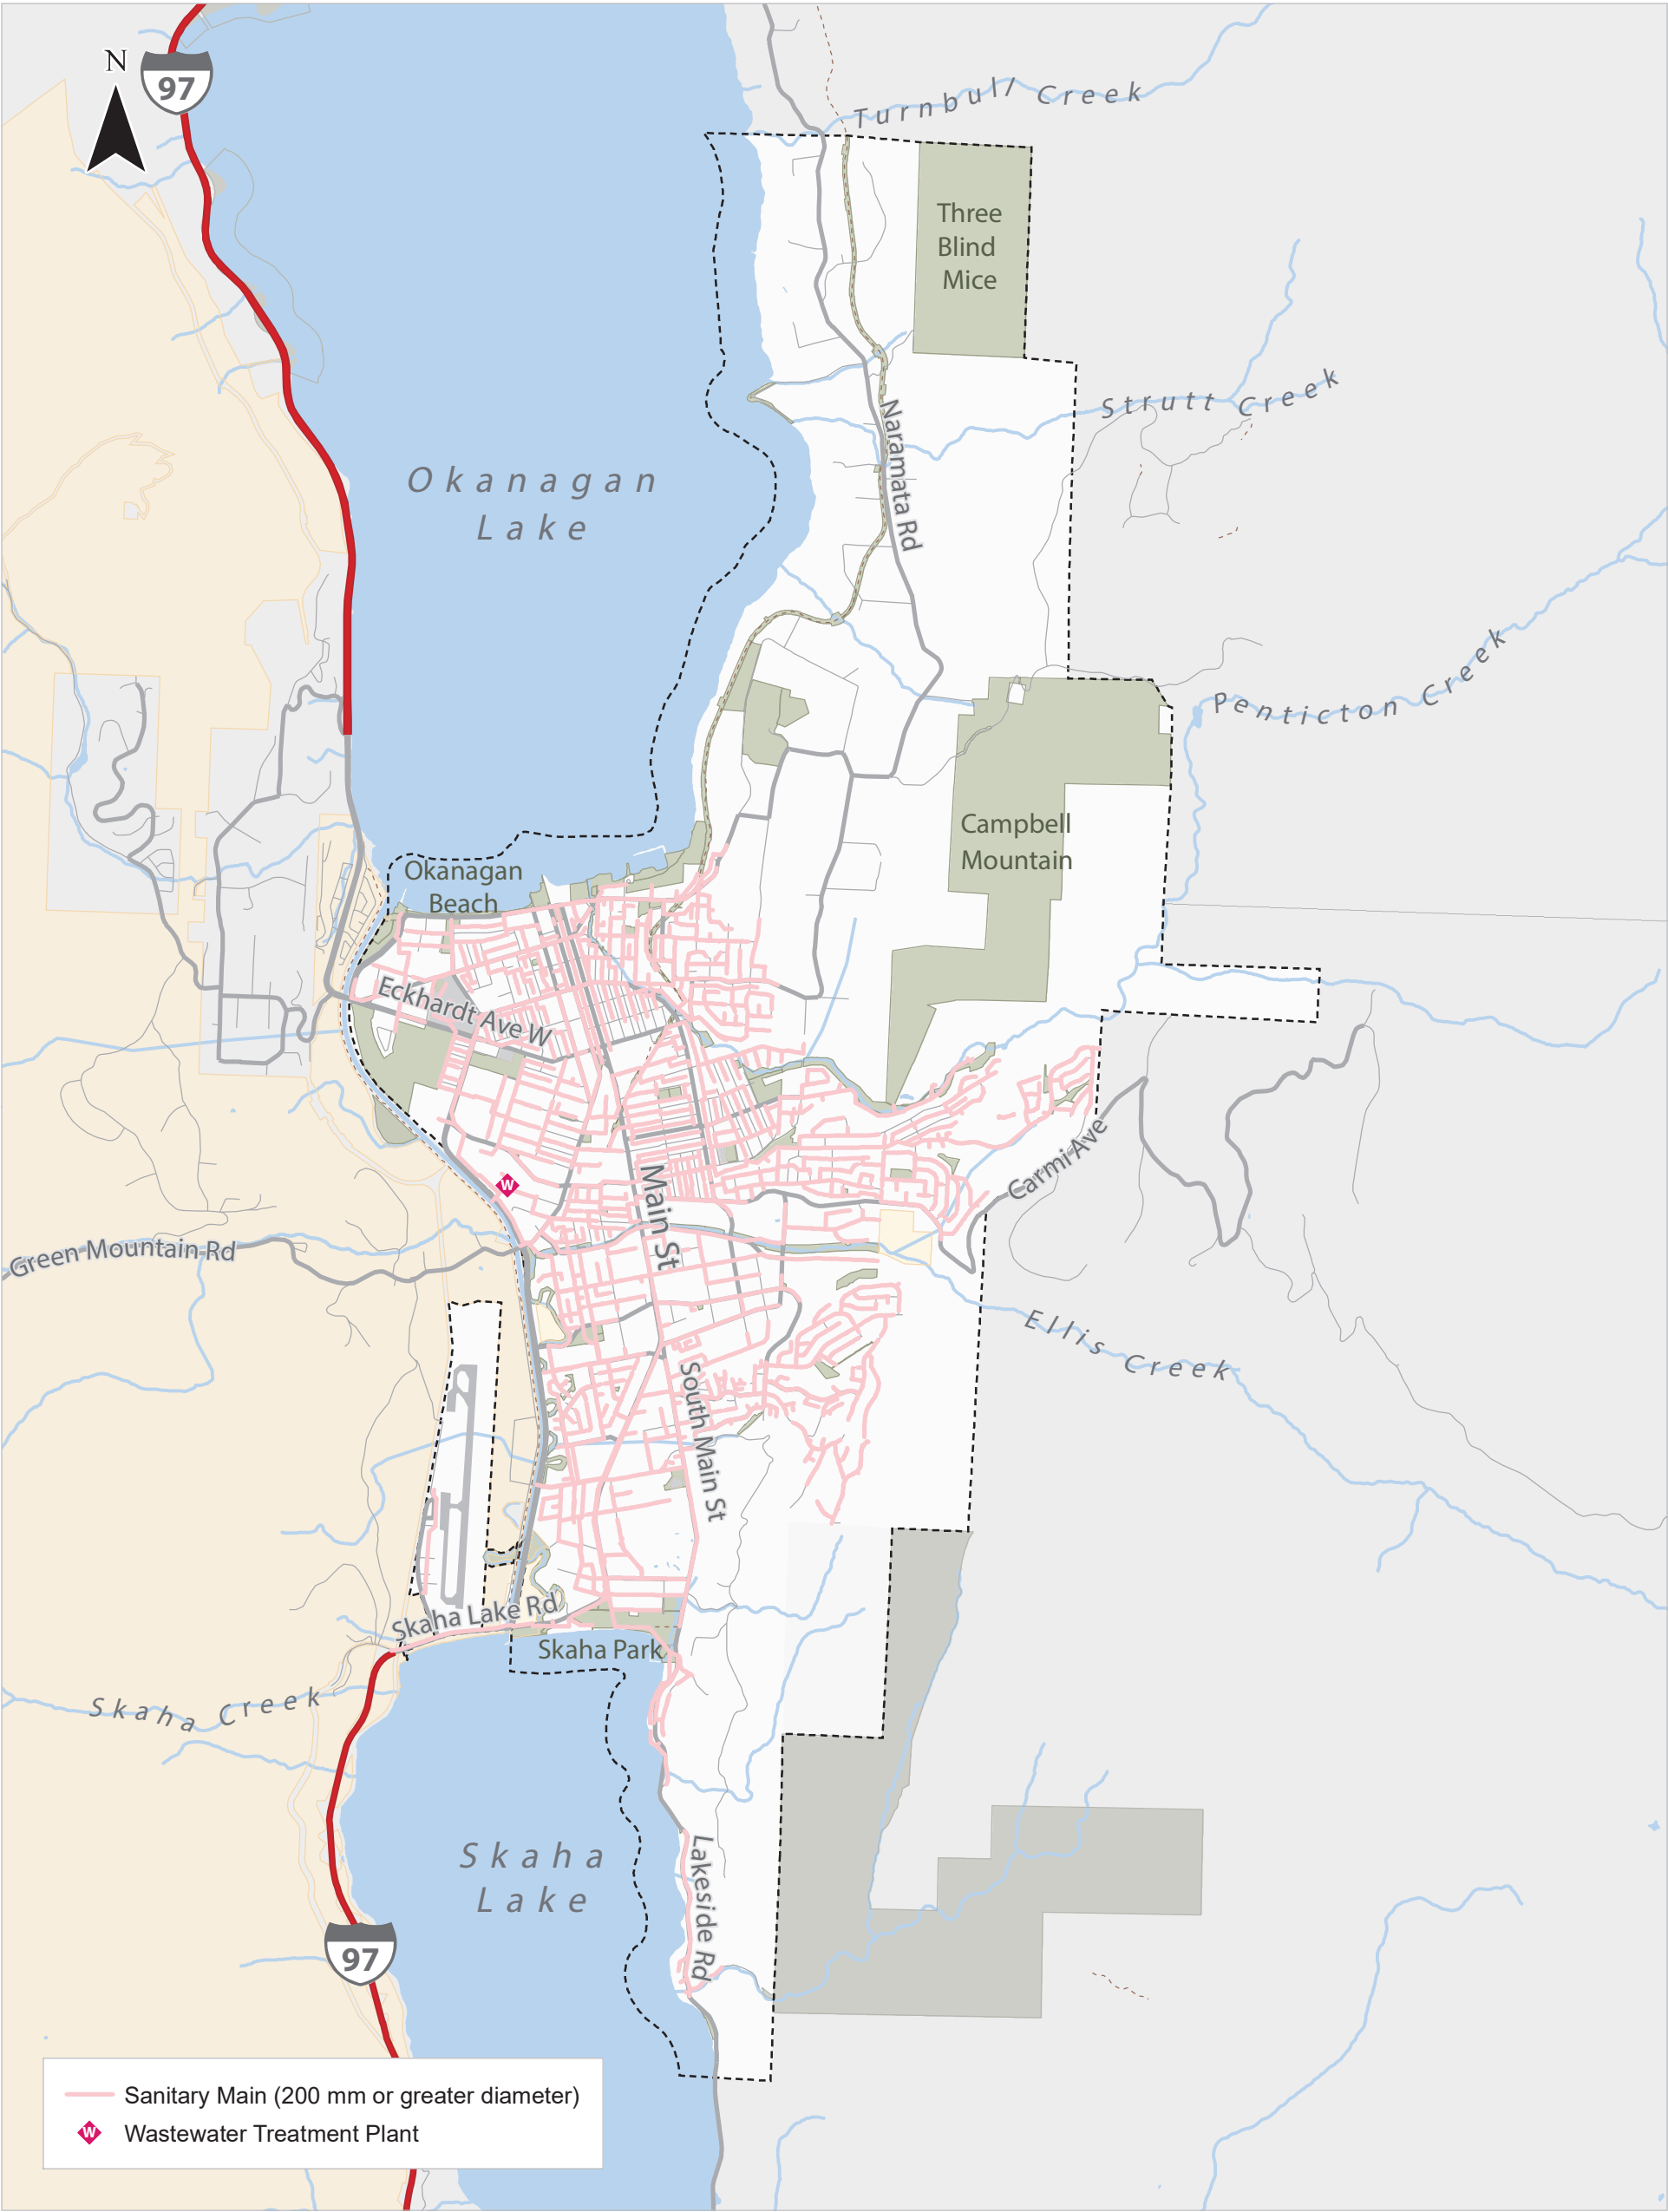 N
97
Turnbull Creek
Three
Blind
Mice
Strutt Creek
Naramata Rd
Okanagan
Lake
Penticton Creek
Campbell
Mountain
Okanagan
Beach
Eckhardt Ave W
Carmi Ave
W
Main St
Green Mountain Rd
Ellis Creek
South Main St
Skaha Lake Rd
Skaha Park
Skaha Creek
Skaha
Lake
Lakeside Rd
97
Sanitary Main (200 mm or greater diameter)
W Wastewater Treatment Plant